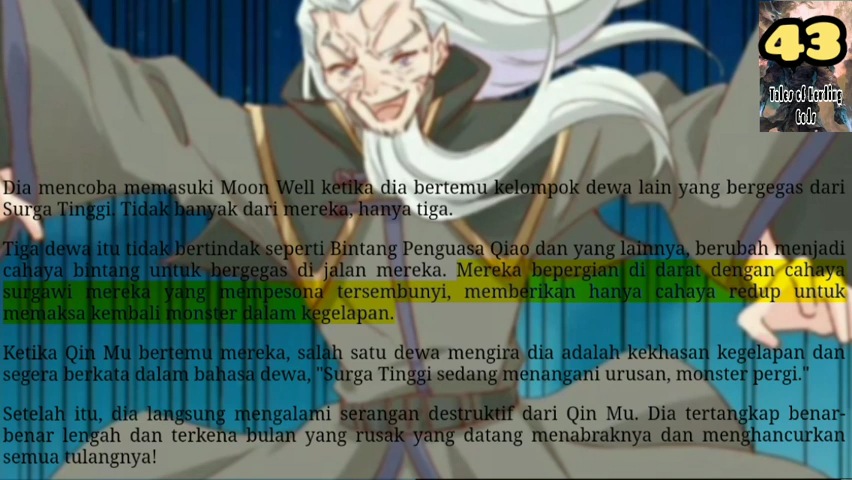 43
Tales of Herding
Gods
Dia mencoba memasuki Moon Well ketika dia bertemu kelompok dewa lain yang bergegas dari
Surga Tinggi. Tidak banyak dari mereka, hanya tiga.
Tiga dewa itu tidak bertindak seperti Bintang Penguasa Qiao dan yang lainnya, berubah menjadi
cahaya bintang untuk bergegas di jalan mereka. Mereka bepergian di darat dengan cahaya
surgawi mereka yang mempesona tersembunyi, memberikan hanya cahaya redup untuk
memaksa kembali monster dalam kegelapan.
Ketika Qin Mu bertemu mereka, salah satu dewa mengira dia adalah kekhasan kegelapan dan
segera berkata dalam bahasa dewa, "Surga Tinggi sedang menangani urusan, monster pergi."
Setelah itu, dia langsung mengalami serangan destruktif dari Qin Mu. Dia tertangkap benar-
benar lengah dan terkena bulan yang rusak yang datang menabraknya dan menghancurkan
semua tulangnya!